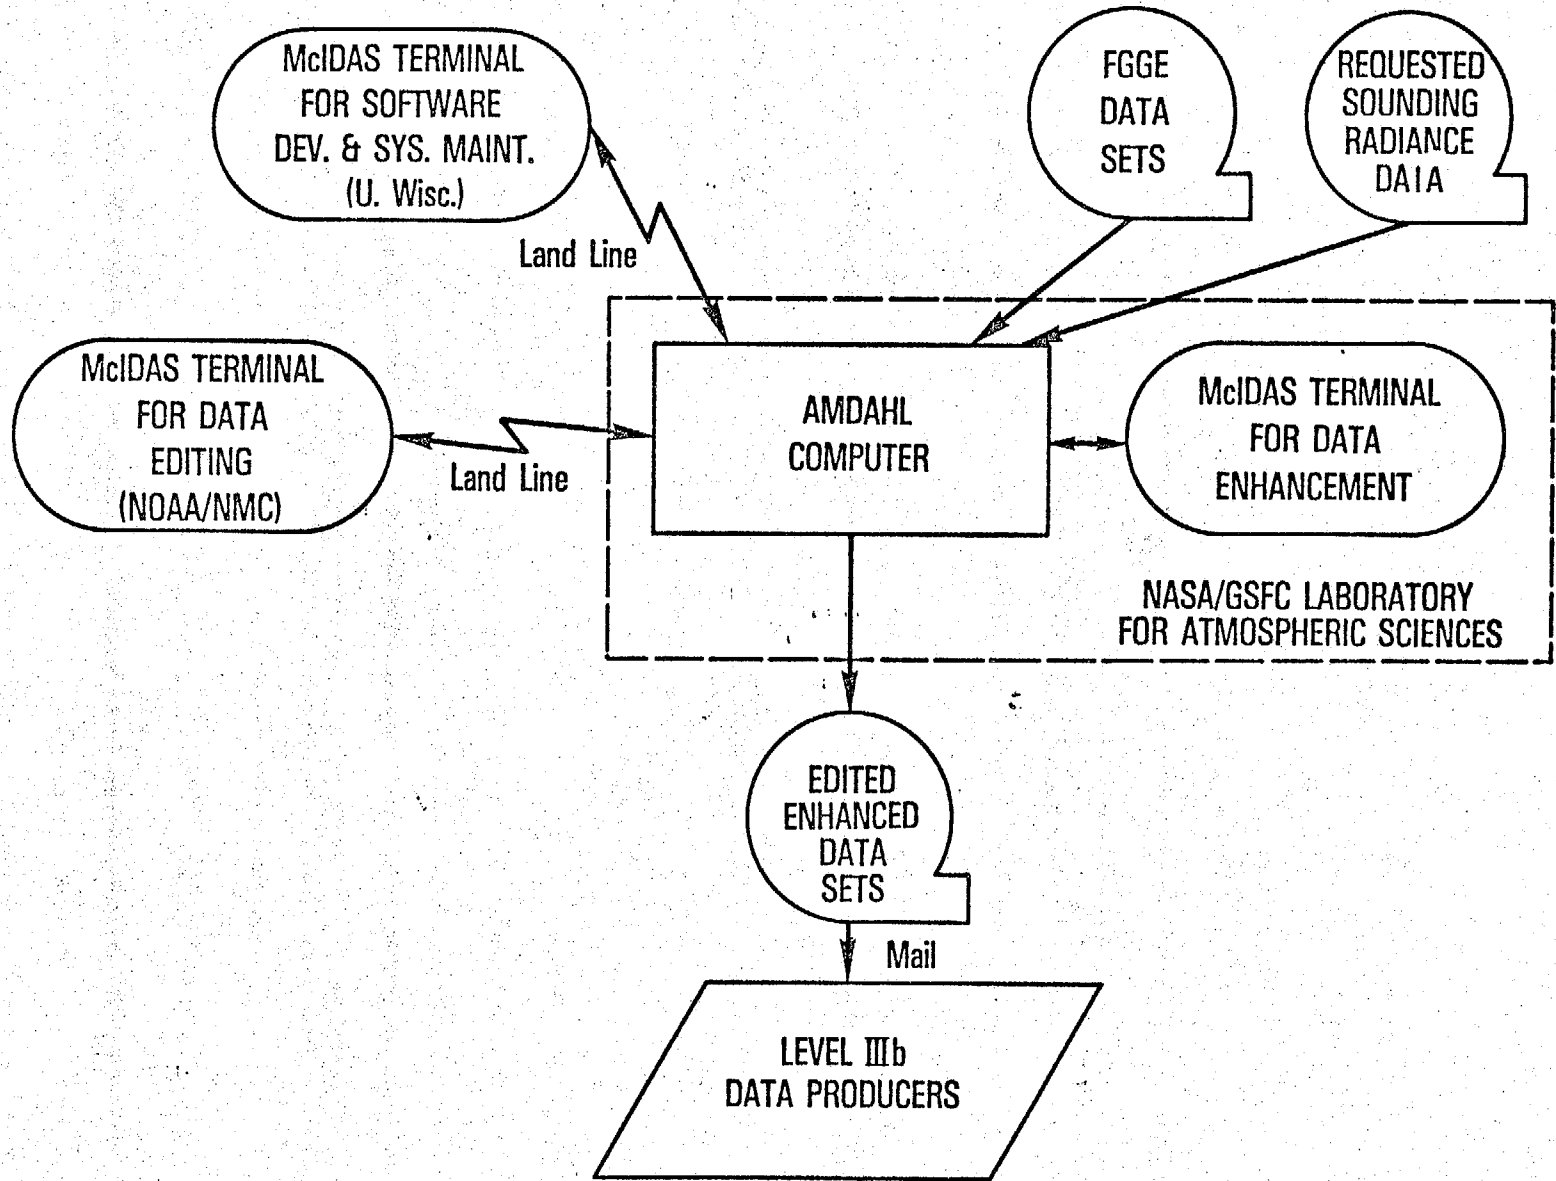 McIDAS TERMINAL
FOR SOFTWARE
DEV. & SYS. MAINT.
(U. Wisc.)
FGGE
DATA
SETS
REQUESTED
SOUNDING
RADIANCE
DATA
Land Line
McIDAS TERMINAL
FOR DATA
EDITING
(NOAA/NMC)
Land Line
AMDAHL
COMPUTER
McIDAS TERMINAL
FOR DATA
ENHANCEMENT
NASA/GSFC LABORATORY
FOR ATMOSPHERIC SCIENCES
EDITED
ENHANCED
DATA
SETS
Mail
LEVEL IIIb
DATA PRODUCERS